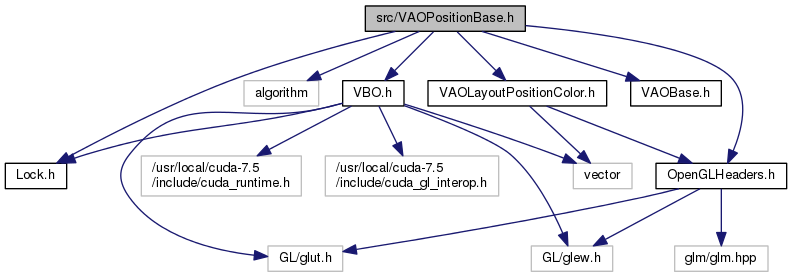 src/VAOPositionBase.h
algorithm
VBO.h
VAOLayoutPositionColor.h
VAOBase.h
Lock.h
/usr/local/cuda-7.5
/include/cuda_runtime.h
/usr/local/cuda-7.5
/include/cuda_gl_interop.h
vector
OpenGLHeaders.h
GL/glut.h
GL/glew.h
glm/glm.hpp